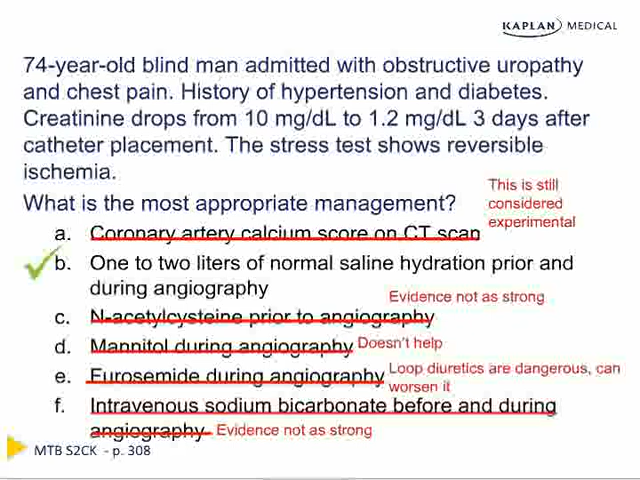 KAPLAN MEDICAL
74-year-old blind man admitted with obstructive uropathy
and chest pain. History of hypertension and diabetes.
Creatinine drops from 10 mg/dL to 1.2 mg/dL 3 days after
catheter placement. The stress test shows reversible
ischemia.
What is the most appropriate management?
This is still
considered
experimental
a. Coronary artery calcium score on CT scan
b. One to two liters of normal saline hydration prior and
during angiography
Evidence not as strong
c. N-acetylcysteine prior to angiography
d. Mannitol during angiography Doesn't help
e. Furosemide during angiography Loop diuretics are dangerous, can
worsen it
f. Intravenous sodium bicarbonate before and during
angiography Evidence not as strong
MTB S2CK - p. 308